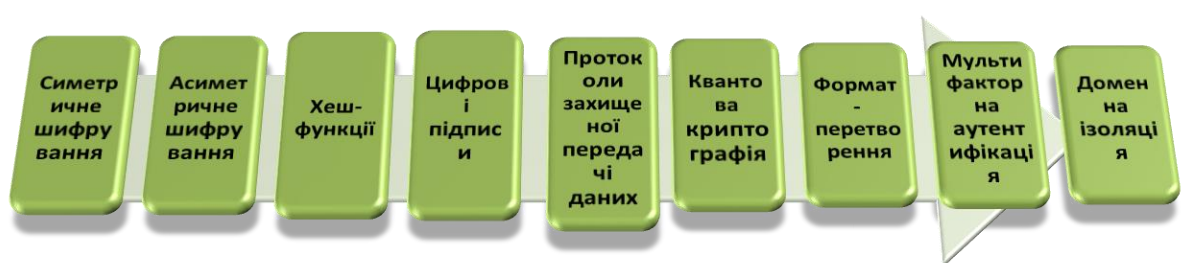 Симетр
ичне
шифру
вання
Асимет
ричне
шифру
вання
Хеш-
функції
Цифров
і
підпис
и
Проток
оли
захище
ної
переда
чі
даних
Кванто
ва
крипто
графія
Формат
-
перетво
рення
Мульти
фактор
на
аутент
ифікаці
я
Домен
на
ізоляці
я